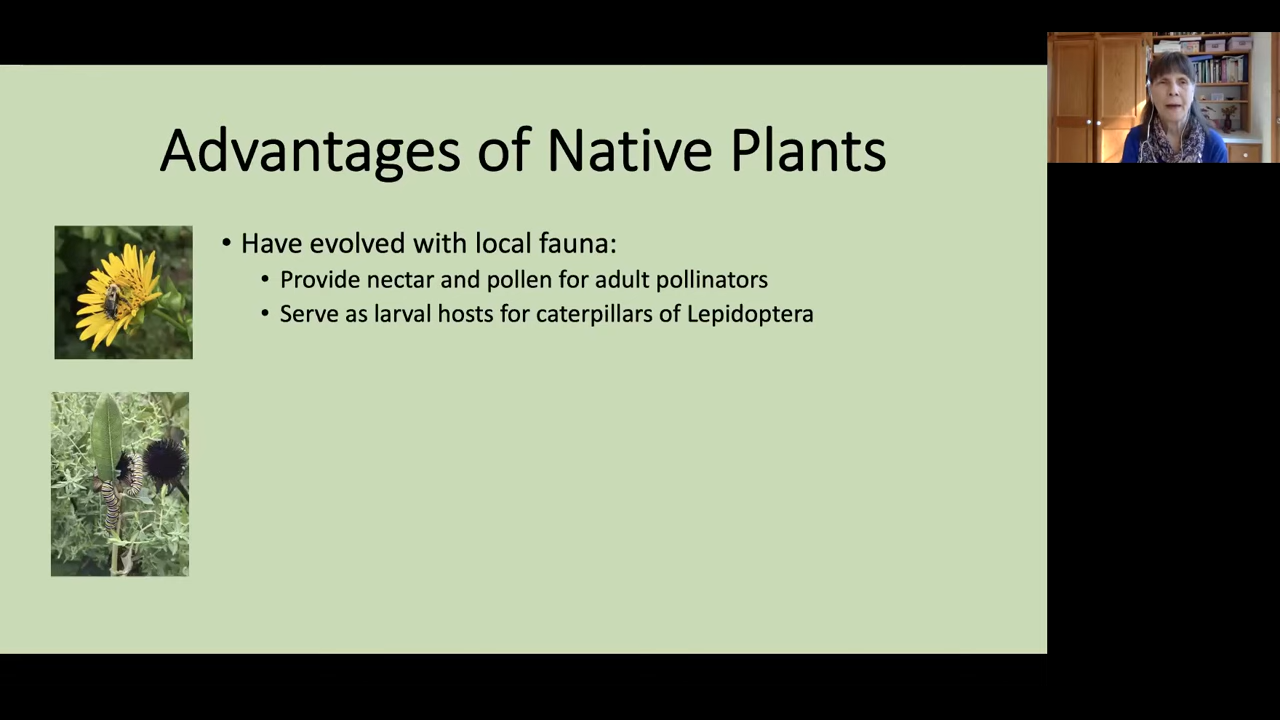 Advantages of Native Plants
• Have evolved with local fauna:
• Provide nectar and pollen for adult pollinators
• Serve as larval hosts for caterpillars of Lepidoptera